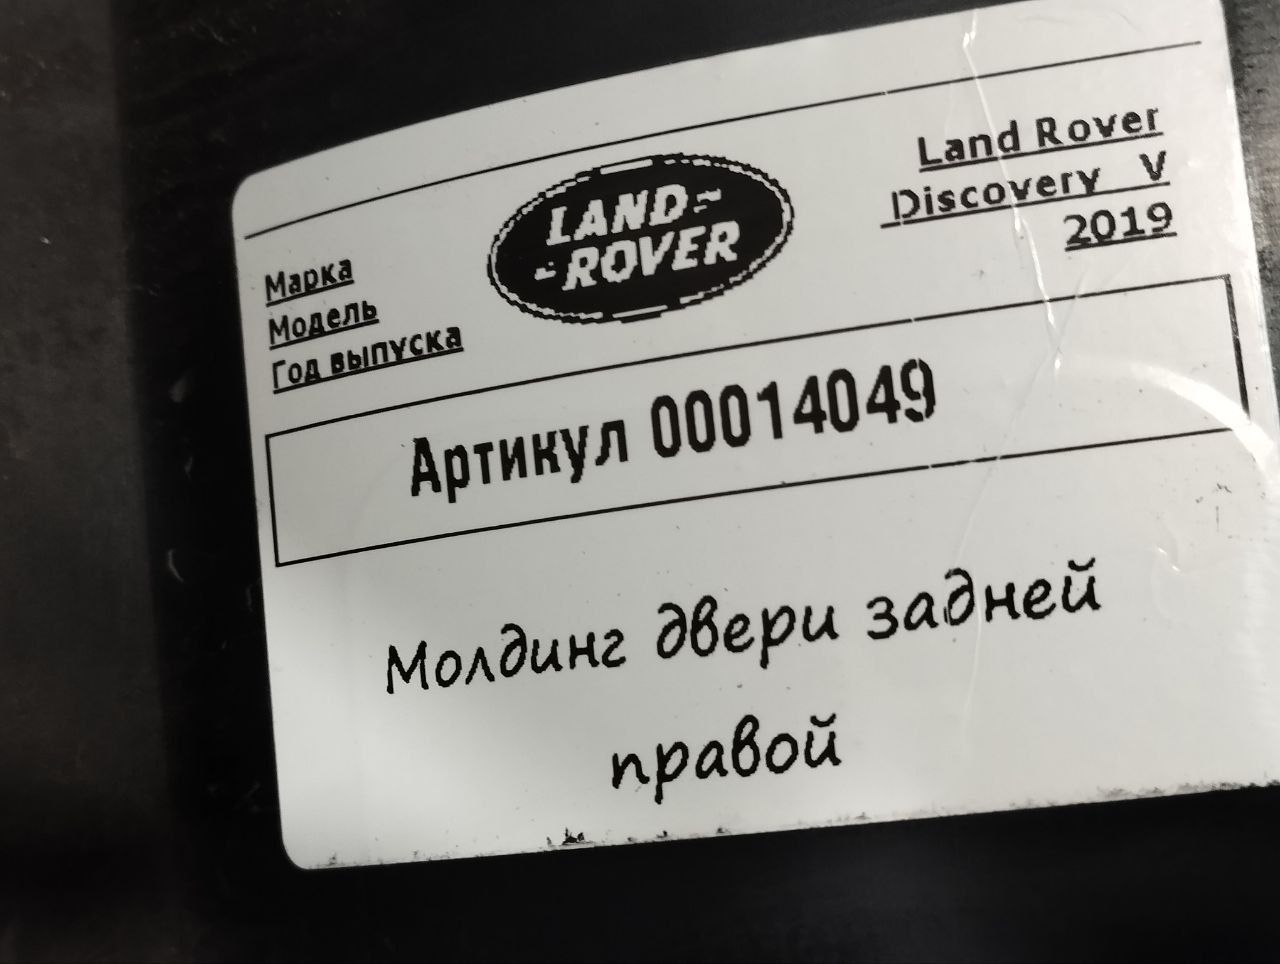 Марка
Модель
Год выпуска
LAND-
-ROVER
Land Rover
Discovery V
2019
Артикул 00014049
Молдинг двери задней
правой